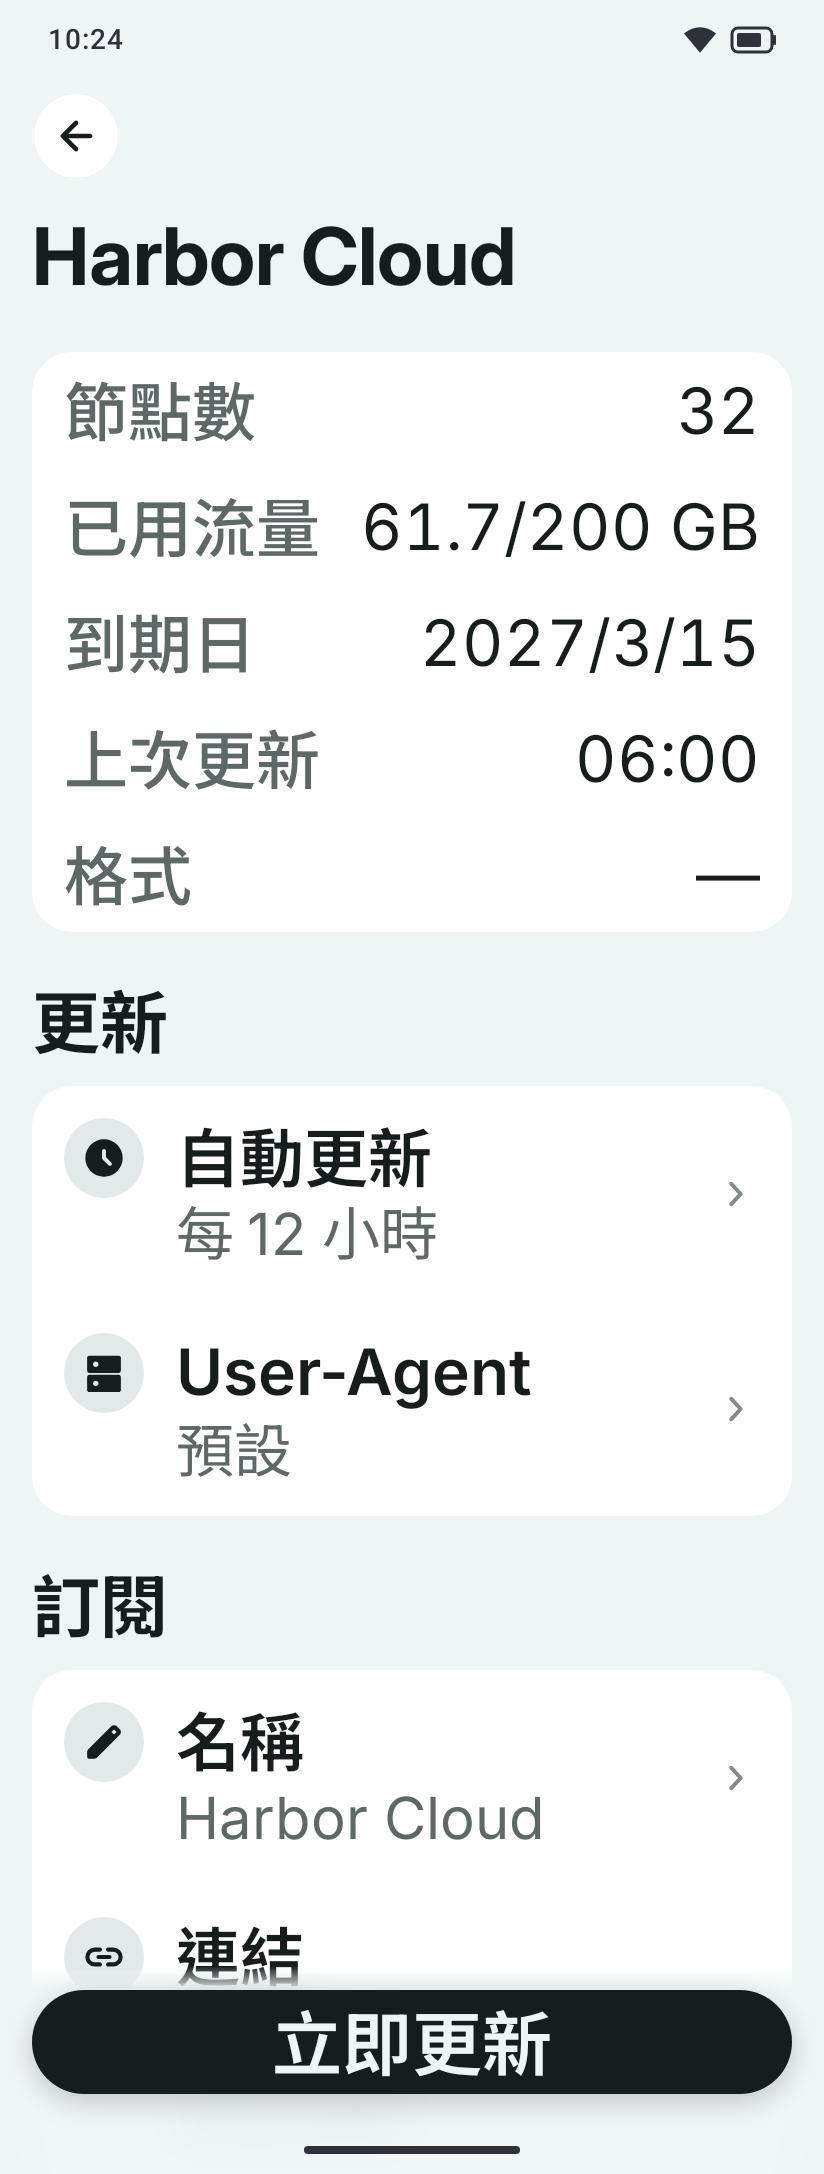 10:24
Harbor Cloud
節點數 32
已用流量 61.7/200 GB
到期日 2027/3/15
上次更新 06:00
格式 —
更新
自動更新
每 12 小時
User-Agent
預設
訂閱
名稱
Harbor Cloud
連結
立即更新